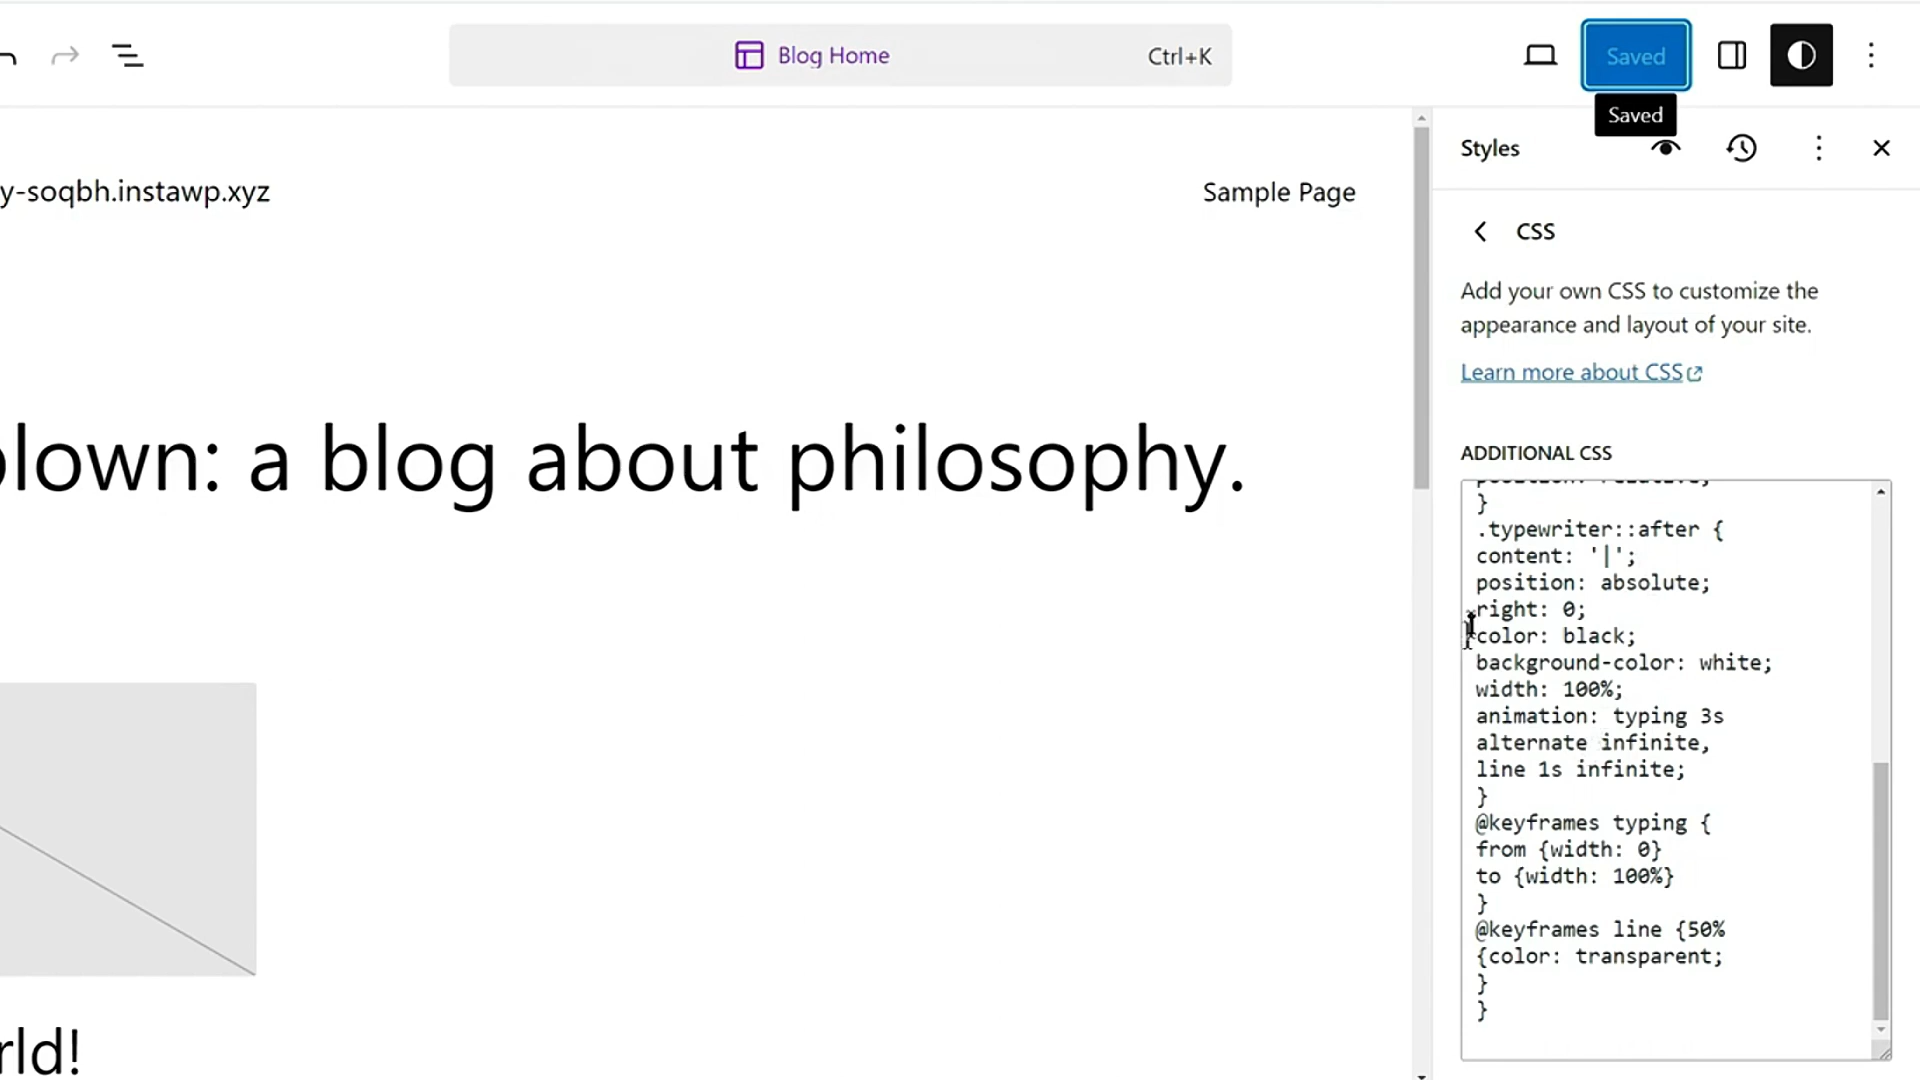 Blog Home
Ctrl+K
Saved
Saved
y-soqbh.instawp.xyz
Sample Page
Styles
CSS
Add your own CSS to customize the
appearance and layout of your site.
Learn more about CSS
ADDITIONAL CSS
lown: a blog about philosophy.
position: relative;
}
.typewriter::after {
content: '|';
position: absolute;
right: 0;
color: black;
background-color: white;
width: 100%;
animation: typing 3s
alternate infinite,
line 1s infinite;
}
@keyframes typing {
from {width: 0}
to {width: 100%}
}
@keyframes line {50%
{color: transparent;
}
}
rld!